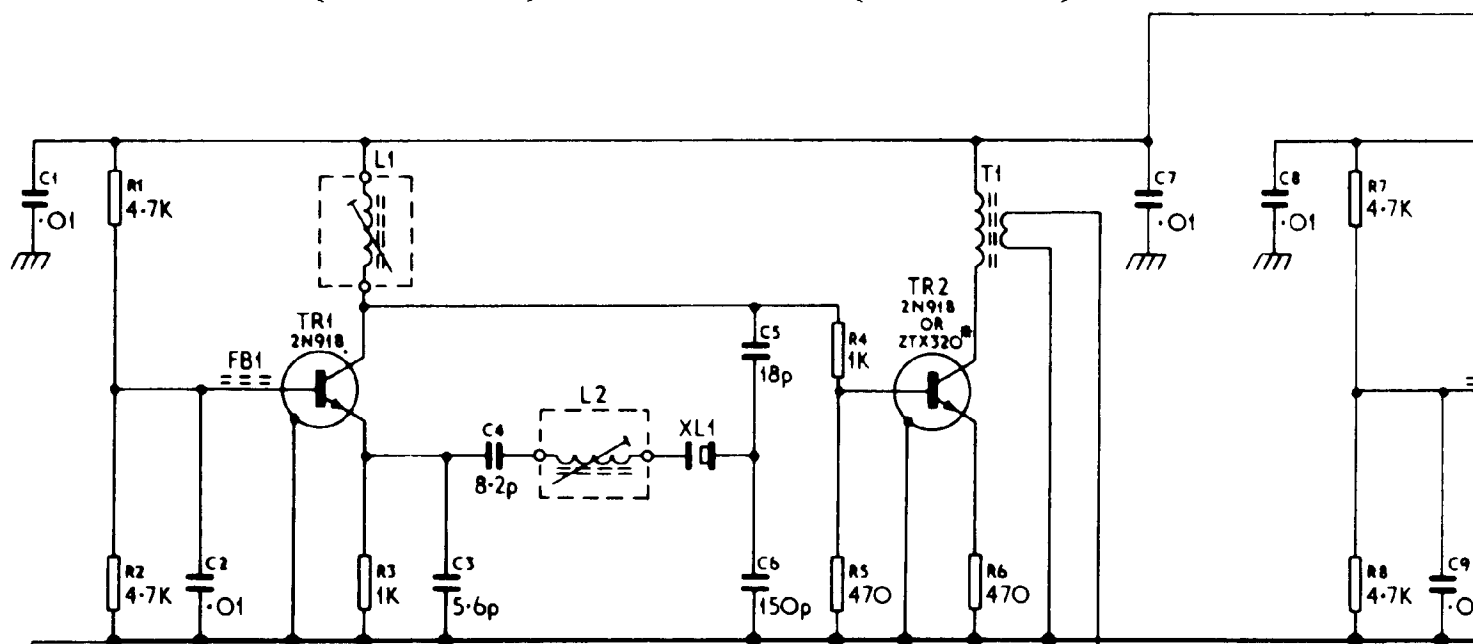 L1
C1
.01
R1
4.7K
T1
C7
.01
C8
.01
R7
4.7K
TR1
2N918
FB1
TR2
2N918
OR
ZTX320*
C5
18p
R4
1K
L2
C4
8.2p
XL1
R2
4.7K
C2
.01
R3
1K
C3
5.6p
C6
150p
R5
470
R6
470
R8
4.7K
C9
.0